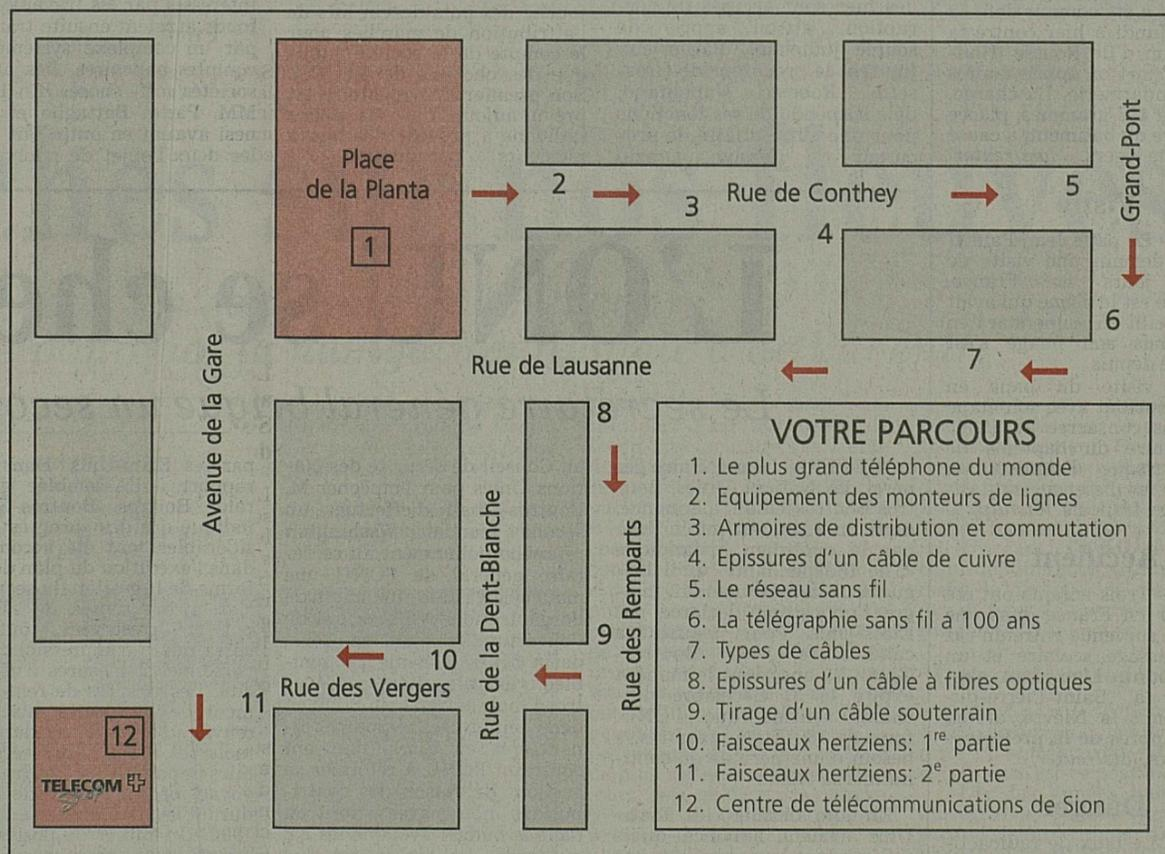 Place
de la Planta
1
2
3
Rue de Conthey
4
5
Grand-Pont
6
7
Rue de Lausanne
Avenue de la Gare
8
Rue de la Dent-Blanche
Rue des Remparts
9
10
Rue des Vergers
11
12
TELECOM
VOTRE PARCOURS
1. Le plus grand téléphone du monde
2. Equipement des monteurs de lignes
3. Armoires de distribution et commutation
4. Epissures d'un câble de cuivre
5. Le réseau sans fil
6. La télégraphie sans fil a 100 ans
7. Types de câbles
8. Epissures d'un câble à fibres optiques
9. Tirage d'un câble souterrain
10. Faisceaux hertziens: 1re partie
11. Faisceaux hertziens: 2e partie
12. Centre de télécommunications de Sion